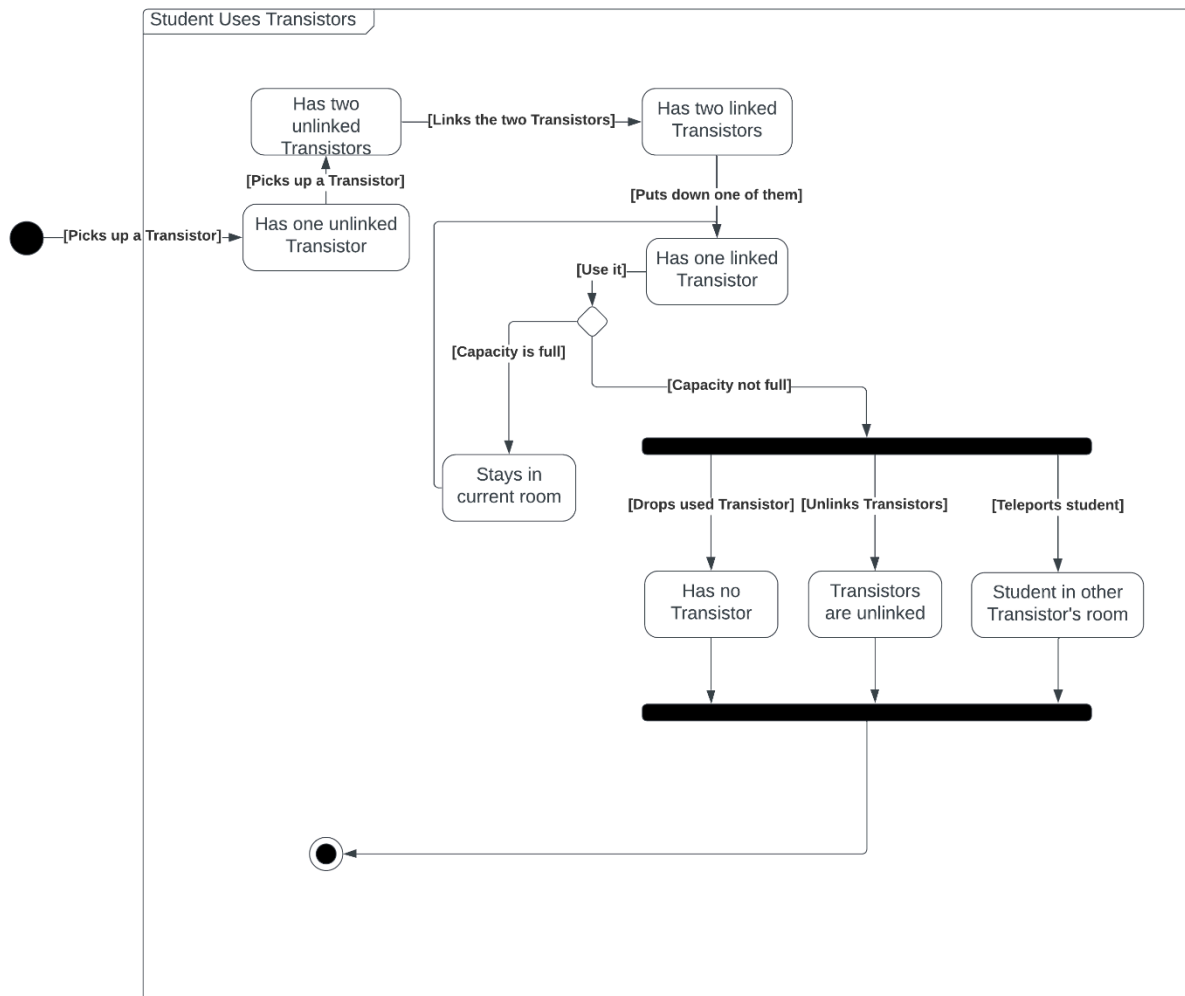 Student Uses Transistors
Has two
unlinked
Transistors
[Links the two Transistors]
Has two linked
Transistors
[Picks up a Transistor]
[Puts down one of them]
[Picks up a Transistor]
Has one unlinked
Transistor
Has one linked
Transistor
[Use it]
[Capacity is full]
[Capacity not full]
Stays in
current room
[Drops used Transistor]
[Unlinks Transistors]
[Teleports student]
Has no
Transistor
Transistors
are unlinked
Student in other
Transistor's room